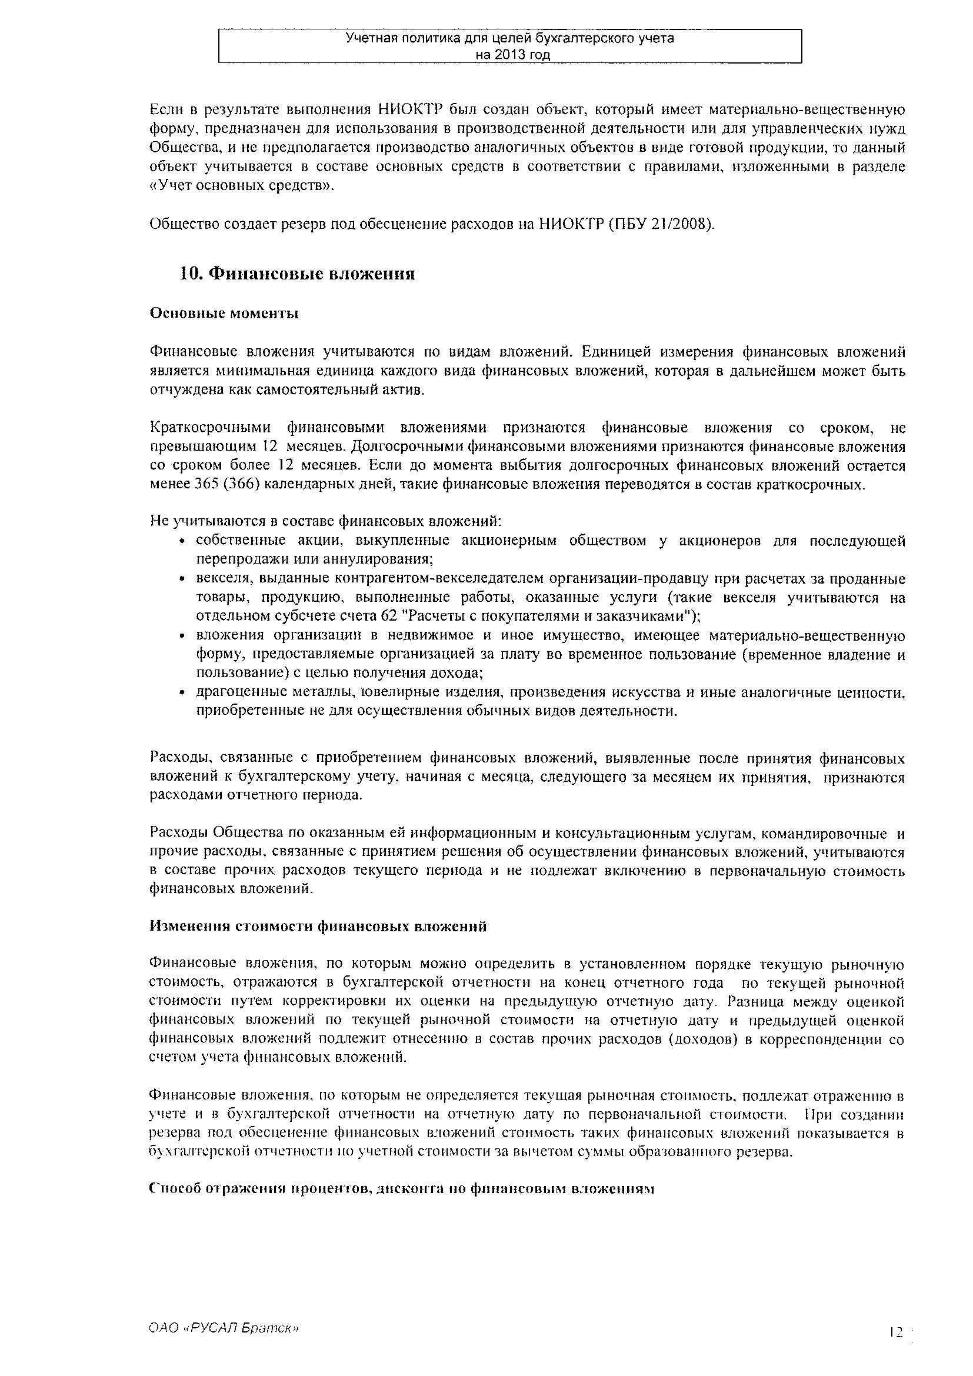 Учетная политика для целей бухгалтерского учета
на 2013 год
Если в результате выполнения НИОКТР был создан объект, который имеет материально-вещественную
форму, предназначен для использования в производственной деятельности или для управленческих нужд
Общества, и не предполагается производство аналогичных объектов в виде готовой продукции, то данный
объект учитывается в составе основных средств в соответствии с правилами, изложенными в разделе
«Учет основных средств».
Общество создает резерв под обесценение расходов на НИОКТР (ПБУ 21/2008).
10. Финансовые вложения
Основные моменты
Финансовые вложения учитываются по видам вложений. Единицей измерения финансовых вложений
является минимальная единица каждого вида финансовых вложений, которая в дальнейшем может быть
отчуждена как самостоятельный актив.
Краткосрочными финансовыми вложениями признаются финансовые вложения со сроком, не
превышающим 12 месяцев. Долгосрочными финансовыми вложениями признаются финансовые вложения
со сроком более 12 месяцев. Если до момента выбытия долгосрочных финансовых вложений остается
менее 365 (366) календарных дней, такие финансовые вложения переводятся в состав краткосрочных.
Не учитываются в составе финансовых вложений:
• собственные акции, выкупленные акционерным обществом у акционеров для последующей
перепродажи или аннулирования;
• векселя, выданные контрагентом-векселедателем организации-продавцу при расчетах за проданные
товары, продукцию, выполненные работы, оказанные услуги (такие векселя учитываются на
отдельном субсчете счета 62 "Расчеты с покупателями и заказчиками");
• вложения организации в недвижимое и иное имущество, имеющее материально-вещественную
форму, предоставляемые организацией за плату во временное пользование (временное владение и
пользование) с целью получения дохода;
• драгоценные металлы, ювелирные изделия, произведения искусства и иные аналогичные ценности,
приобретенные не для осуществления обычных видов деятельности.
Расходы, связанные с приобретением финансовых вложений, выявленные после принятия финансовых
вложений к бухгалтерскому учету, начиная с месяца, следующего за месяцем их принятия, признаются
расходами отчетного периода.
Расходы Общества по оказанным ей информационным и консультационным услугам, командировочные и
прочие расходы, связанные с принятием решения об осуществлении финансовых вложений, учитываются
в составе прочих расходов текущего периода и не подлежат включению в первоначальную стоимость
финансовых вложений.
Изменения стоимости финансовых вложений
Финансовые вложения, по которым можно определить в установленном порядке текущую рыночную
стоимость, отражаются в бухгалтерской отчетности на конец отчетного года по текущей рыночной
стоимости путем корректировки их оценки на предыдущую отчетную дату. Разница между оценкой
финансовых вложений по текущей рыночной стоимости на отчетную дату и предыдущей оценкой
финансовых вложений подлежит отнесению в состав прочих расходов (доходов) в корреспонденции со
счетом учета финансовых вложений.
Финансовые вложения, по которым не определяется текущая рыночная стоимость, подлежат отражению в
учете и в бухгалтерской отчетности на отчетную дату по первоначальной стоимости. При создании
резерва под обесценение финансовых вложений стоимость таких финансовых вложений показывается в
бухгалтерской отчетности по учетной стоимости за вычетом суммы образованного резерва.
Способ отражения процентов, дисконта по финансовым вложениям
ОАО «РУСАЛ Братск»
12